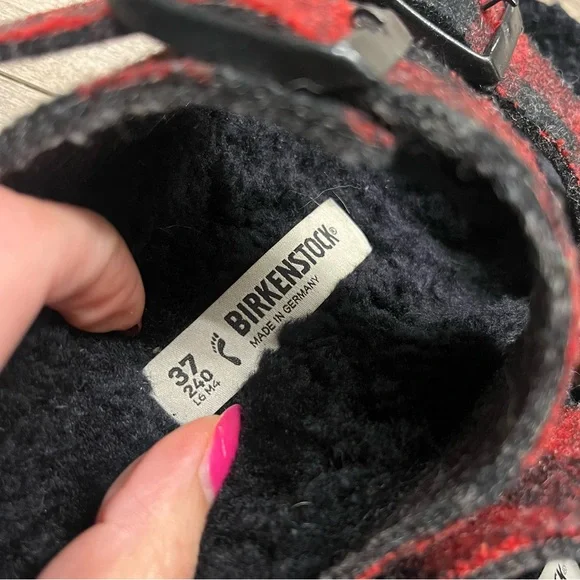 BIRKENSTOCK®
MADE IN GERMANY
37
240
L6 M4